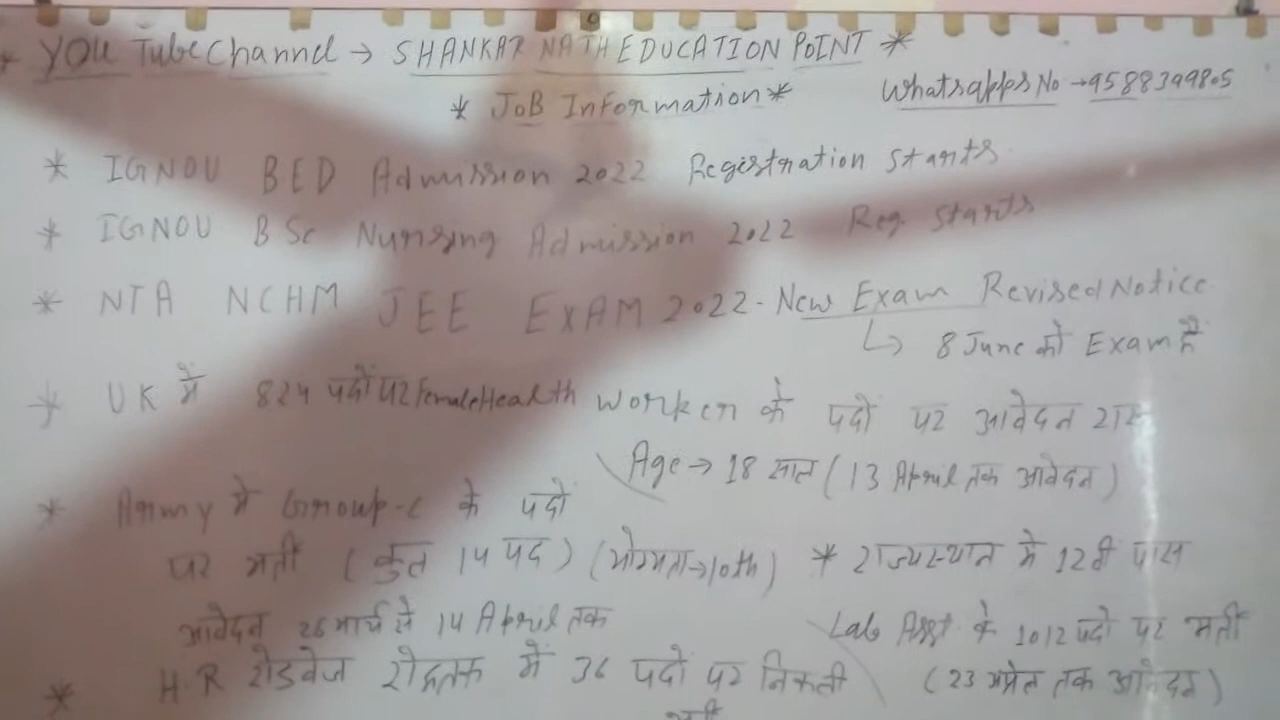 * YOU Tube Channel → SHANKAR NATH EDUCATION POINT *
* JOB Information *
Whatsapps No → 9588399805
* IGNOU BED Admission 2022 Registration Starts
* IGNOU BSc Nursing Admission 2022 Reg. Starts
* NTA NCHM JEE EXAM 2022 - New Exam Revised Notice
↳ 8 June को Exam है
* UK में 824 पदों पर Female Health worker के पदों पर आवेदन
Age → 18 साल ( 13 April तक आवेदन )
* Army में Group-C के पदों
पर भर्ती ( कुल 14 पद ) ( योग्यता → 10th )
आवेदन 26 मार्च से 14 April तक
* राज्यस्थान में 12वी पास
Lab Asst. के 1012 पदों पर भर्ती
( 23 अप्रेल तक आवेदन )
* H.R रोडवेज रोहतक में 36 पदों पर निकली